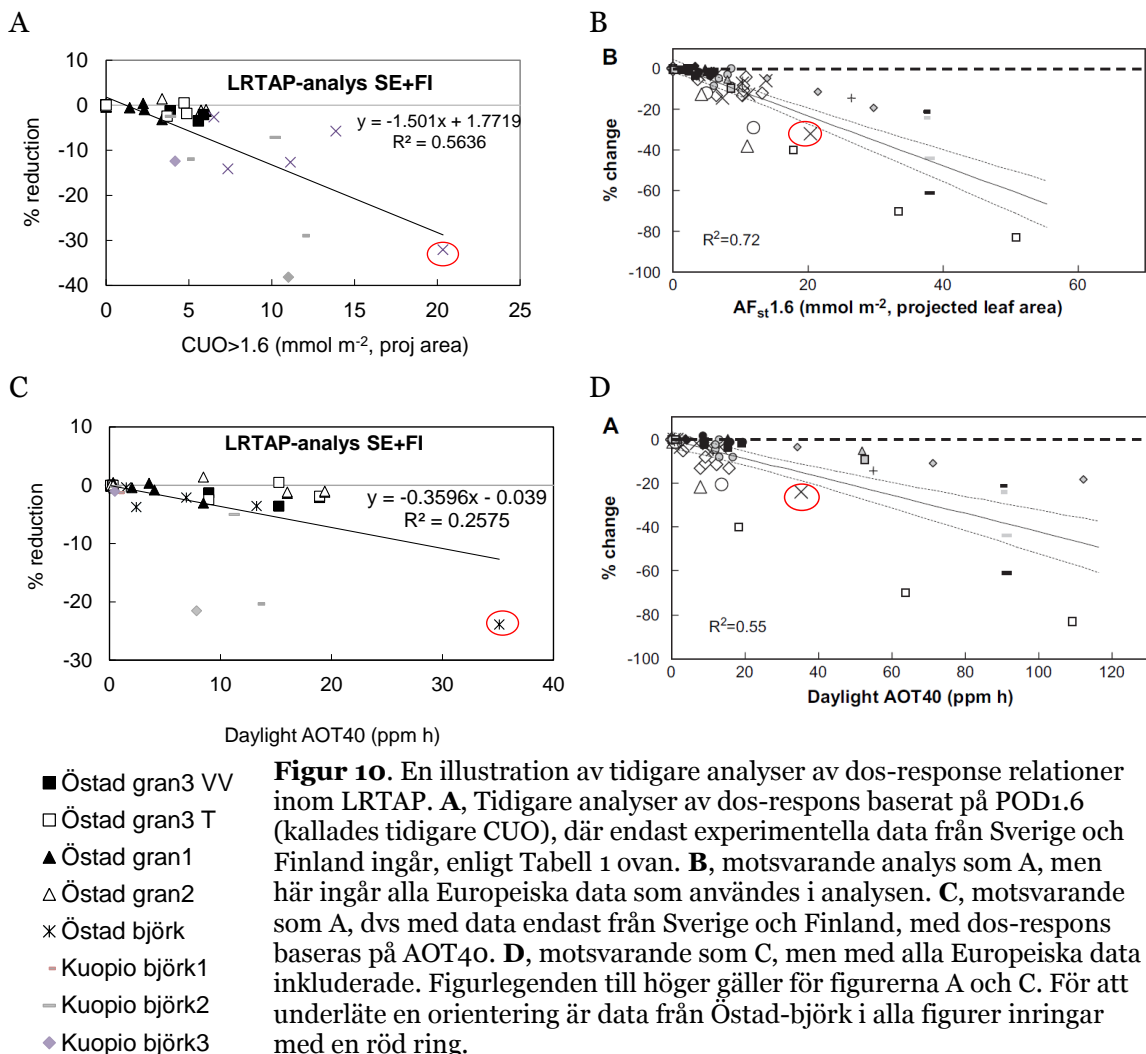 A
LRTAP-analys SE+FI
y = -1.501x + 1.7719
R² = 0.5636
% reduction
10
0
-10
-20
-30
-40
0 5 10 15 20 25
CUO>1.6 (mmol m-2, proj area)
B
B
% change
0
-20
-40
-60
-80
-100
R2=0.72
0 20 40 60
AFst1.6 (mmol m-2, projected leaf area)
C
LRTAP-analys SE+FI
y = -0.3596x - 0.039
R² = 0.2575
% reduction
10
0
-10
-20
-30
0 10 20 30 40
Daylight AOT40 (ppm h)
D
A
% change
0
-20
-40
-60
-80
-100
R2=0.55
0 20 40 60 80 100 120
Daylight AOT40 (ppm h)
Östad gran3 VV
Östad gran3 T
Östad gran1
Östad gran2
Östad björk
Kuopio björk1
Kuopio björk2
Kuopio björk3
Figur 10. En illustration av tidigare analyser av dos-response relationer
inom LRTAP. A, Tidigare analyser av dos-respons baserat på POD1.6
(kallades tidigare CUO), där endast experimentella data från Sverige och
Finland ingår, enligt Tabell 1 ovan. B, motsvarande analys som A, men
här ingår alla Europeiska data som användes i analysen. C, motsvarande
som A, dvs med data endast från Sverige och Finland, med dos-respons
baseras på AOT40. D, motsvarande som C, men med alla Europeiska data
inkluderade. Figurlegenden till höger gäller för figurerna A och C. För att
underläte en orientering är data från Östad-björk i alla figurer inringar
med en röd ring.